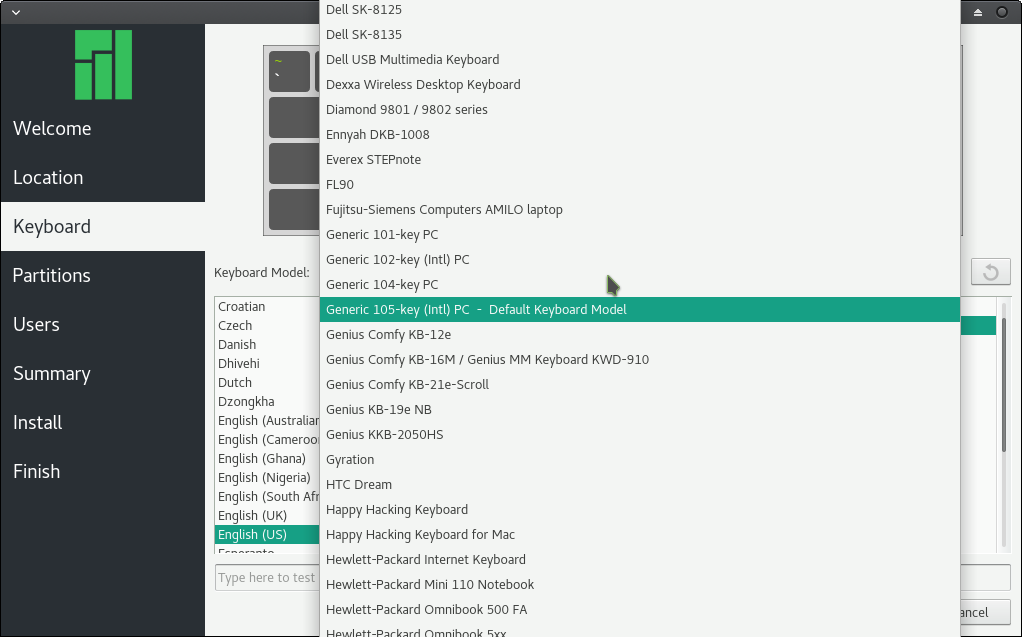 Welcome
Location
Keyboard
Partitions
Users
Summary
Install
Finish
~
`
Keyboard Model:
Croatian
Czech
Danish
Dhivehi
Dutch
Dzongkha
English (Australian
English (Cameroo
English (Ghana)
English (Nigeria)
English (South Afr
English (UK)
English (US)
Esperanto
Type here to test
Dell SK-8125
Dell SK-8135
Dell USB Multimedia Keyboard
Dexxa Wireless Desktop Keyboard
Diamond 9801 / 9802 series
Ennyah DKB-1008
Everex STEPnote
FL90
Fujitsu-Siemens Computers AMILO laptop
Generic 101-key PC
Generic 102-key (Intl) PC
Generic 104-key PC
Generic 105-key (Intl) PC  -  Default Keyboard Model
Genius Comfy KB-12e
Genius Comfy KB-16M / Genius MM Keyboard KWD-910
Genius Comfy KB-21e-Scroll
Genius KB-19e NB
Genius KKB-2050HS
Gyration
HTC Dream
Happy Hacking Keyboard
Happy Hacking Keyboard for Mac
Hewlett-Packard Internet Keyboard
Hewlett-Packard Mini 110 Notebook
Hewlett-Packard Omnibook 500 FA
Hewlett-Packard Omnibook 5xx
ancel